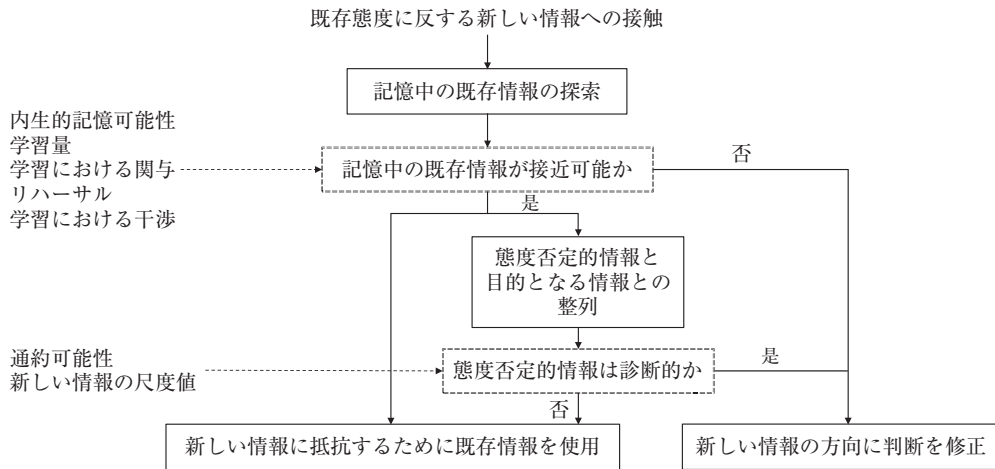 既存態度に反する新しい情報への接触
記憶中の既存情報の探索
内生的記憶可能性
学習量
学習における関与
リハーサル
学習における干渉
記憶中の既存情報が接近可能か
否
是
態度否定的情報と
目的となる情報との
整列
通約可能性
新しい情報の尺度値
態度否定的情報は診断的か
是
否
新しい情報に抵抗するために既存情報を使用
新しい情報の方向に判断を修正